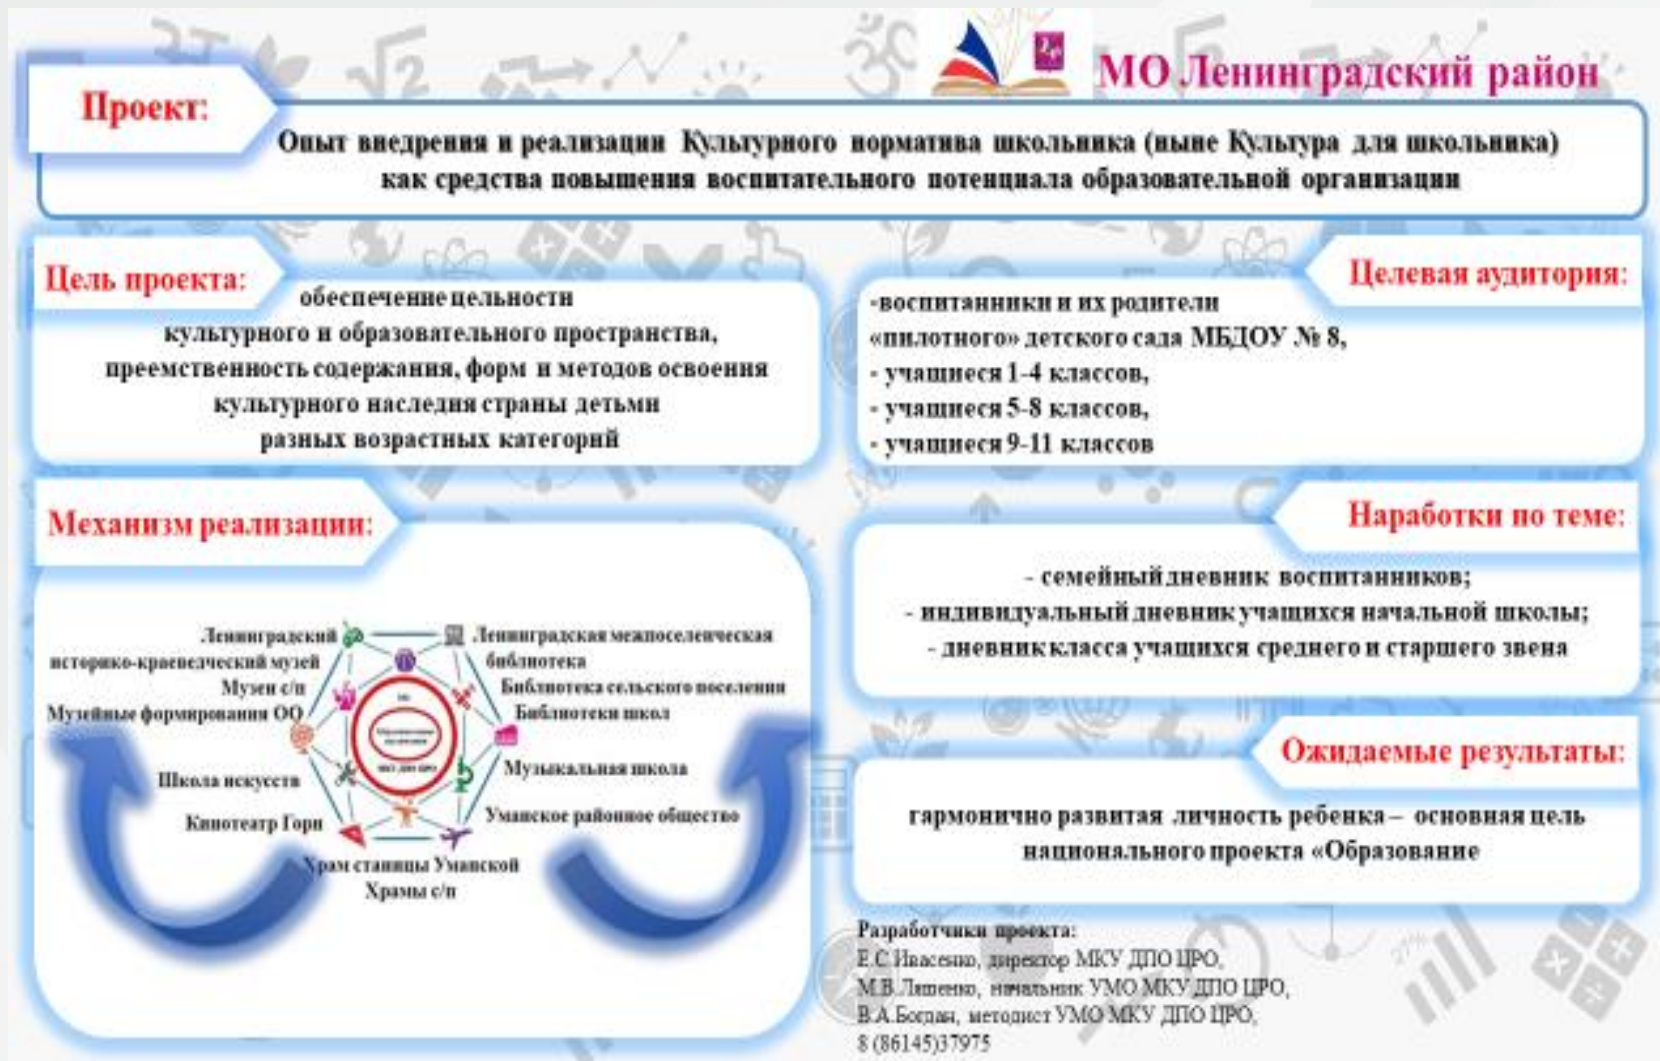 МО Ленинградский район
Проект:
Опыт внедрения и реализации Культурного норматива школьника (ныне Культура для школьника)
как средства повышения воспитательного потенциала образовательной организации
Цель проекта:
обеспечение цельности
культурного и образовательного пространства,
преемственность содержания, форм и методов освоения
культурного наследия страны детьми
разных возрастных категорий
Целевая аудитория:
-воспитанники и их родители
«пилотного» детского сада МБДОУ № 8,
- учащиеся 1-4 классов,
- учащиеся 5-8 классов,
- учащиеся 9-11 классов
Механизм реализации:
Ленинградский
историко-краеведческий музей
Музеи с/п
Музейные формирования ОО
Школа искусств
Кинотеатр Горн
Храм станицы Уманской
Храмы с/п
Ленинградская межпоселенческая
библиотека
Библиотека сельского поселения
Библиотеки школ
Музыкальная школа
Уманское районное общество
МКУ ДПО ЦРО
Наработки по теме:
- семейный дневник воспитанников;
- индивидуальный дневник учащихся начальной школы;
- дневник класса учащихся среднего и старшего звена
Ожидаемые результаты:
гармонично развитая личность ребенка – основная цель
национального проекта «Образование
Разработчики проекта:
Е.С.Ивасенко, директор МКУ ДПО ЦРО,
М.В.Ляшенко, начальник УМО МКУ ДПО ЦРО,
В.А.Богдан, методист УМО МКУ ДПО ЦРО,
8 (86145)37975